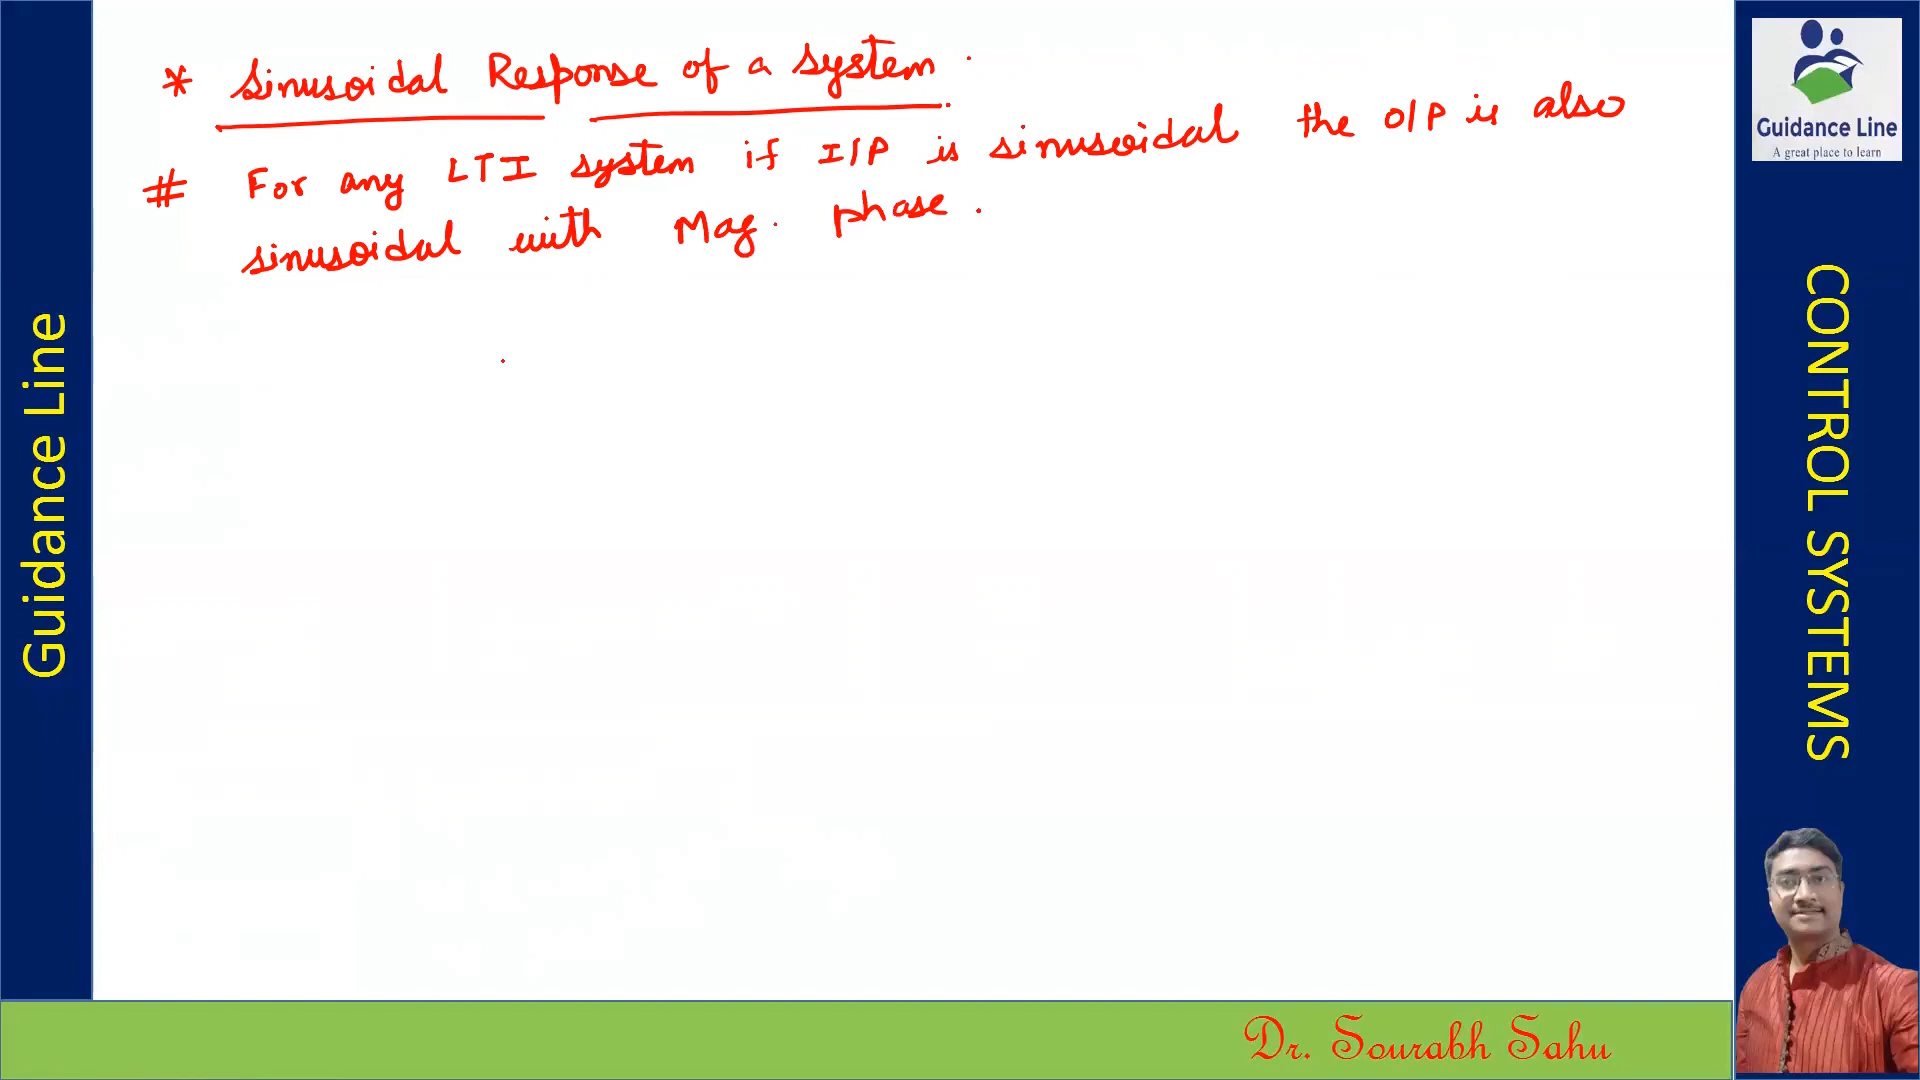 * Sinusoidal Response of a system.
# For any LTI system if I/P is sinusoidal the O/P is also
sinusoidal with Mag. phase.
Guidance Line
Guidance Line
A great place to learn
CONTROL SYSTEMS
Dr. Sourabh Sahu